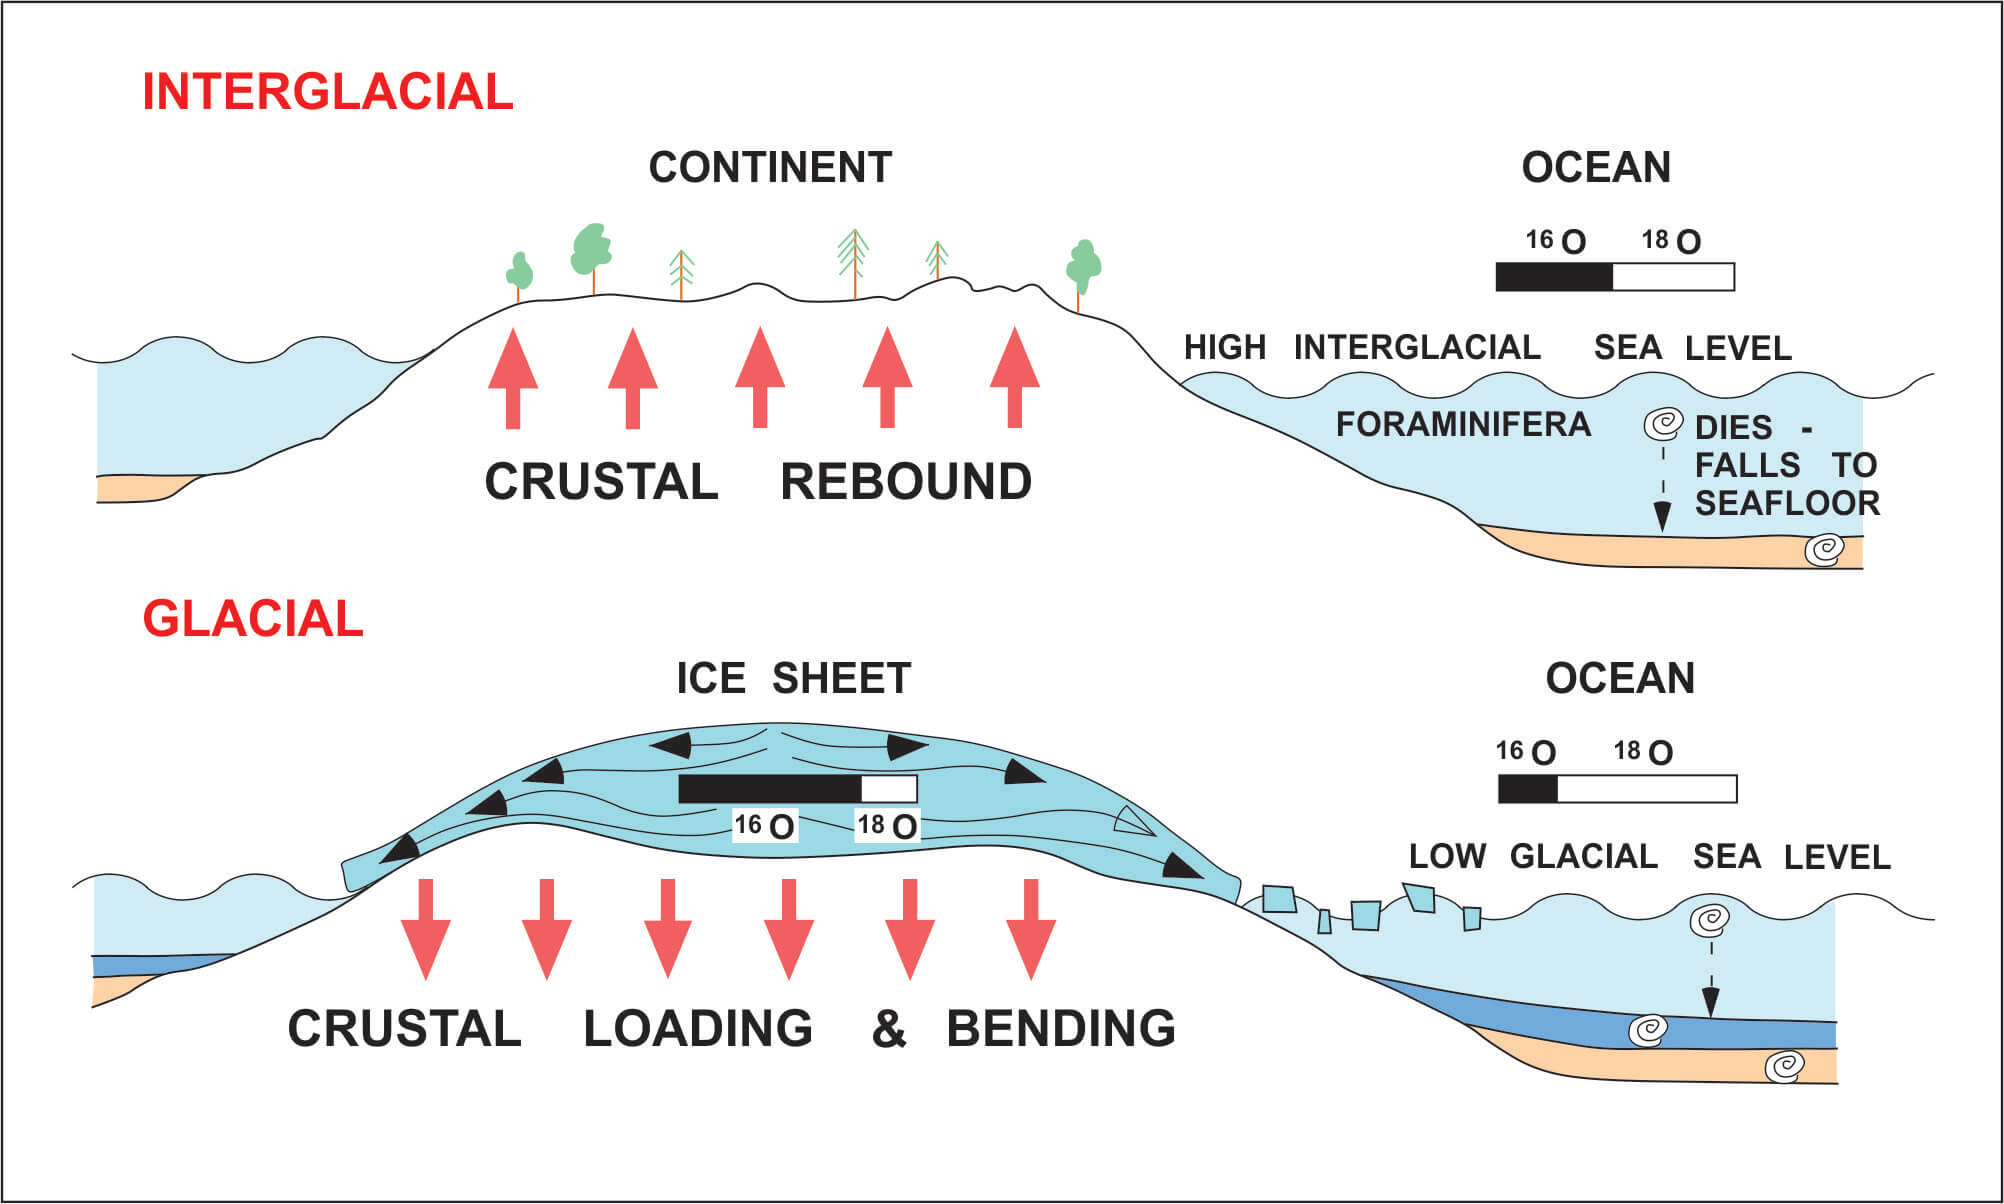 INTERGLACIAL
CONTINENT
OCEAN
16 O 18 O
HIGH INTERGLACIAL SEA LEVEL
FORAMINIFERA
DIES -
FALLS TO
SEAFLOOR
CRUSTAL REBOUND
GLACIAL
ICE SHEET
OCEAN
16 O 18 O
16 O 18 O
LOW GLACIAL SEA LEVEL
CRUSTAL LOADING & BENDING